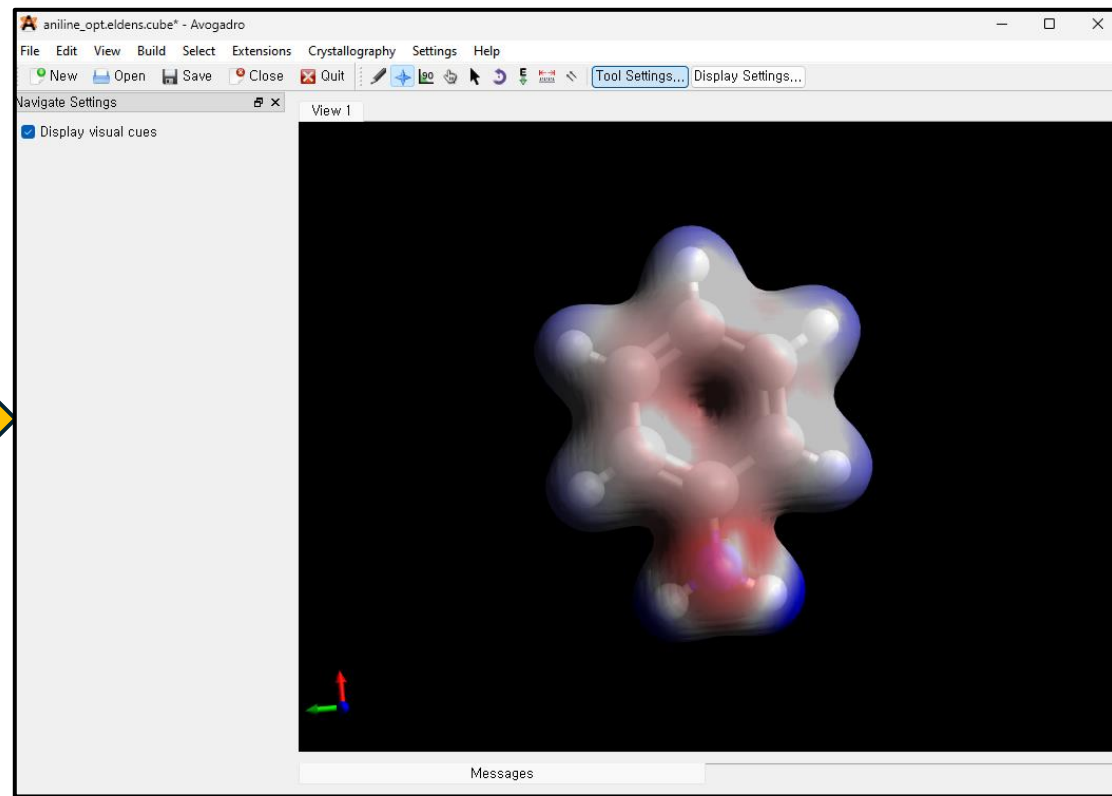 aniline_opt.eldens.cube* - Avogadro
File Edit View Build Select Extensions Crystallography Settings Help
New Open Save Close Quit 90 E Tool Settings... Display Settings...
Navigate Settings
View 1
Display visual cues
Messages